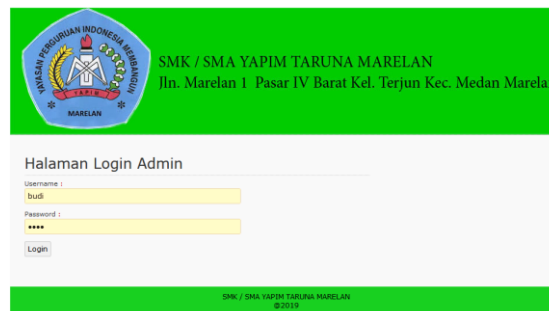 YAYASAN PERGURUAN INDONESIA MEMBANGUN
YAPIM
MARELAN
SMK / SMA YAPIM TARUNA MARELAN
Jln. Marelan 1 Pasar IV Barat Kel. Terjun Kec. Medan Marela
Halaman Login Admin
Username :
budi
Password :
••••
Login
SMK / SMA YAPIM TARUNA MARELAN
@2019